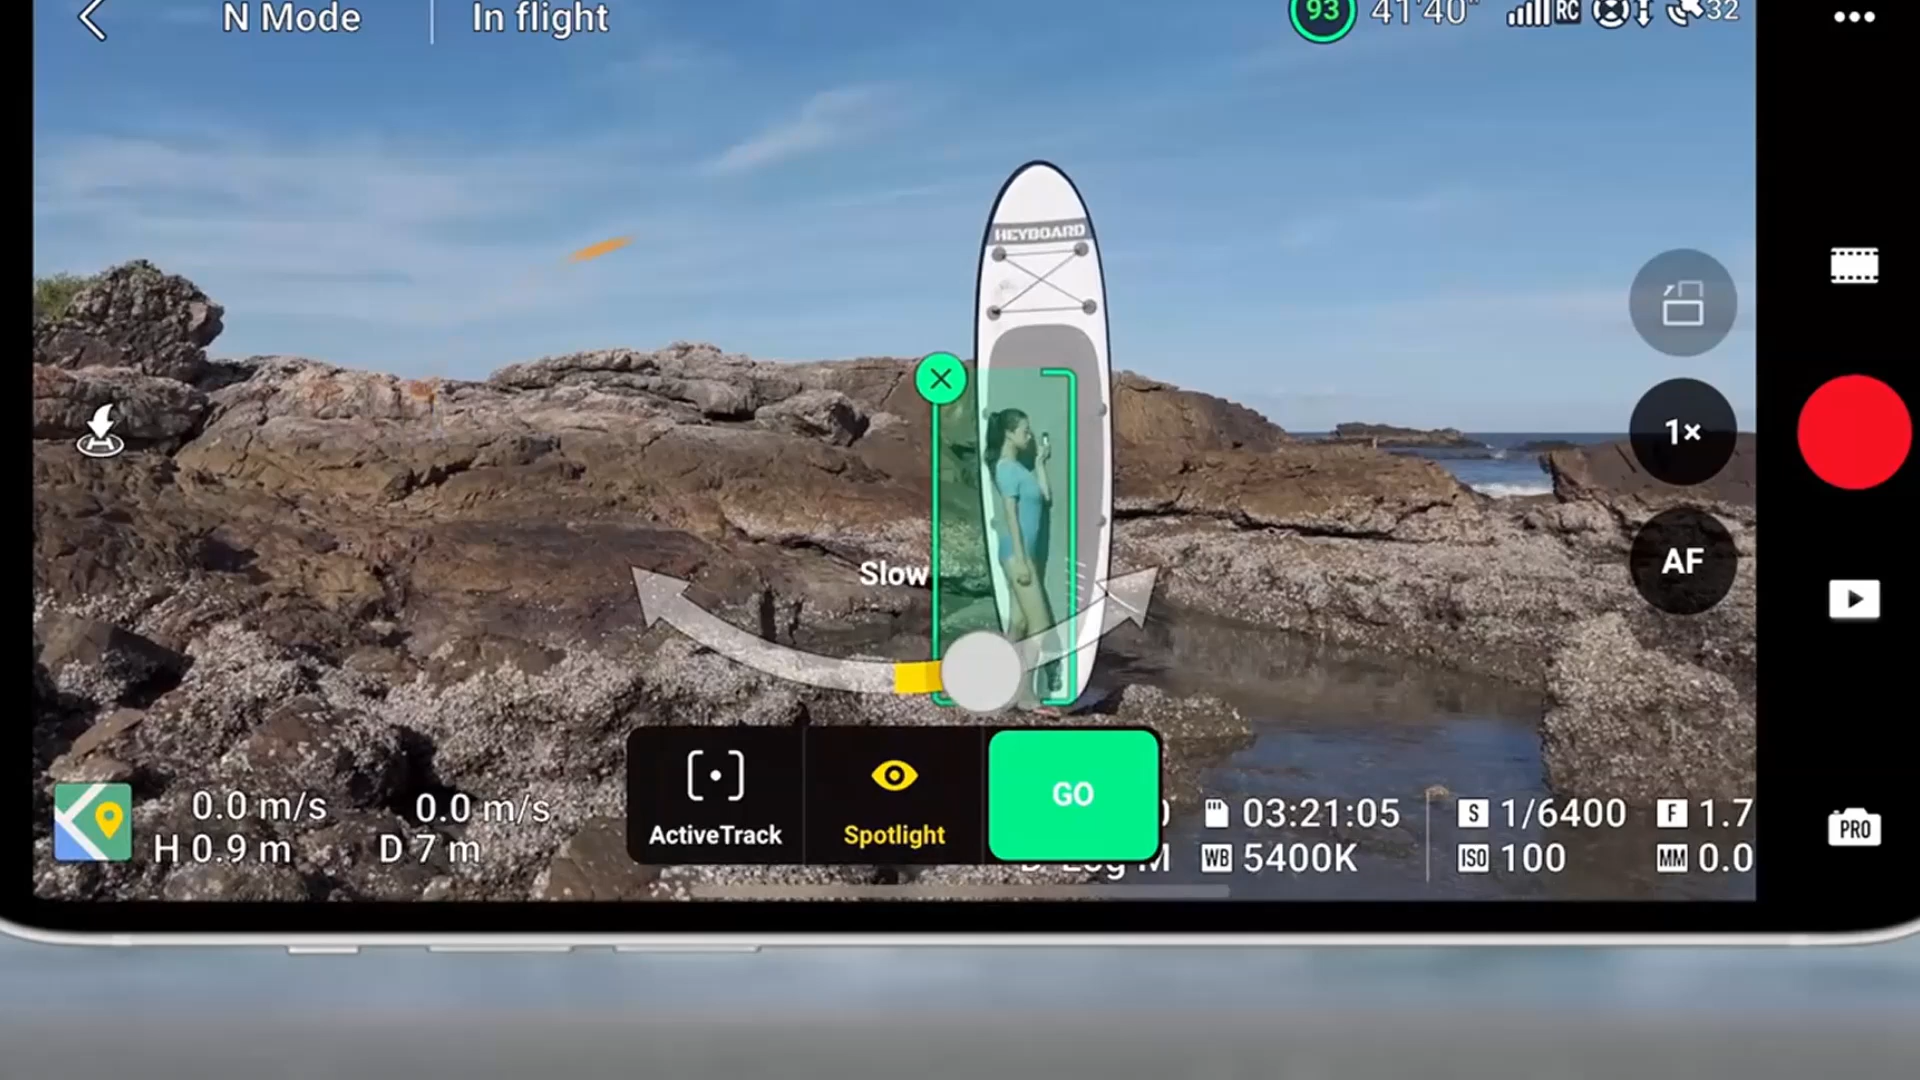 N Mode
In flight
93
41'40"
RC
32
HEYBOARD
1×
AF
Slow
ActiveTrack
Spotlight
GO
0.0 m/s
0.0 m/s
H 0.9 m
D 7 m
03:21:05
S 1/6400
F 1.7
WB 5400K
ISO 100
MM 0.0
PRO